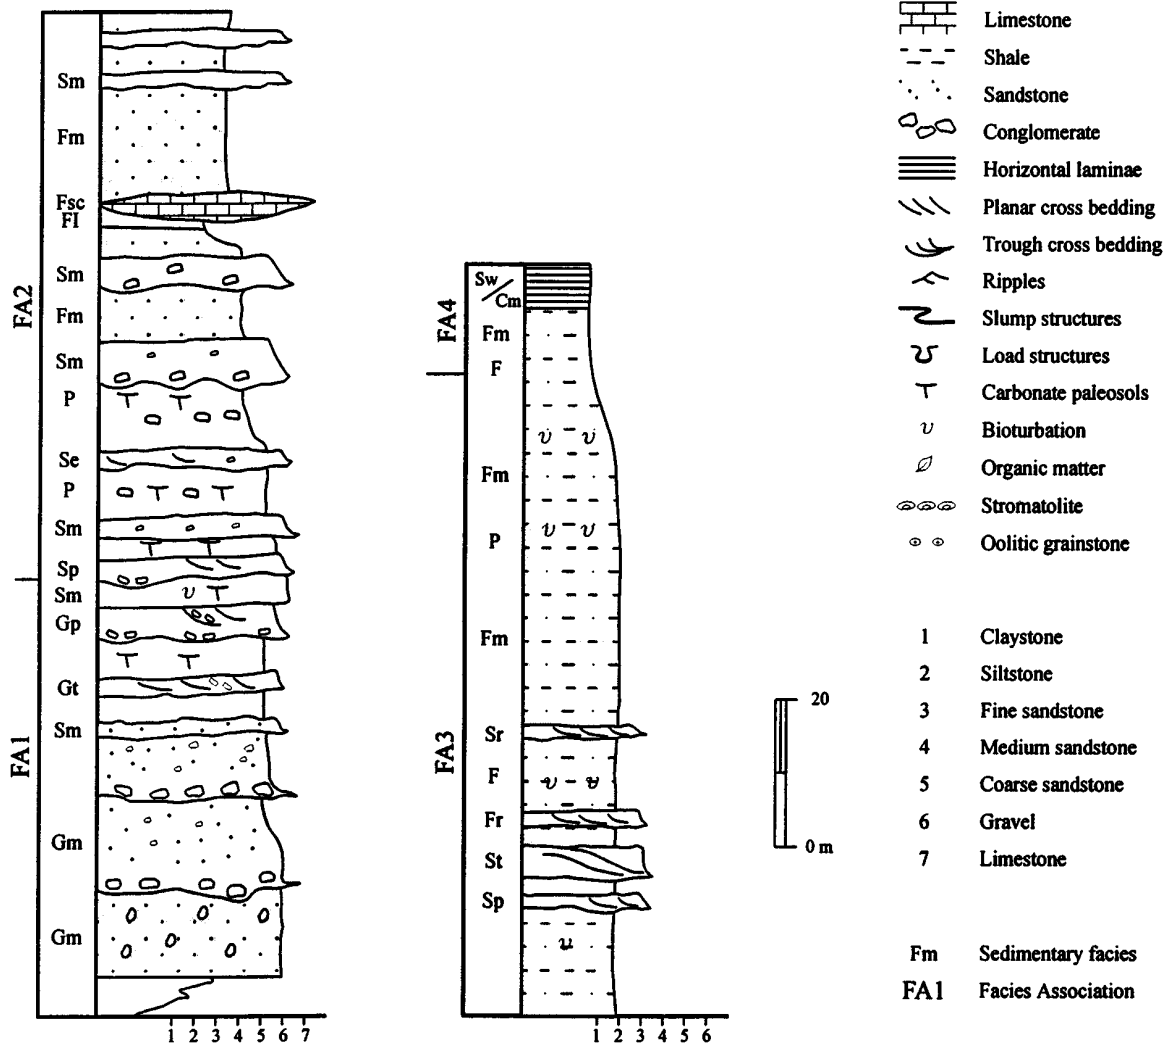 Sm
Fm
Fsc
FI
Sm
Fm
Sm
P
Se
P
Sm
Sp
Sm
Gp
Gt
Sm
Gm
Gm
FA2
FA1
1 2 3 4 5 6 7
Sw
Cm
Fm
F
Fm
P
Fm
Sr
F
Fr
St
Sp
FA4
FA3
1 2 3 4 5 6
20
0 m
Limestone
Shale
Sandstone
Conglomerate
Horizontal laminae
Planar cross bedding
Trough cross bedding
Ripples
Slump structures
Load structures
Carbonate paleosols
Bioturbation
Organic matter
Stromatolite
Oolitic grainstone
1 Claystone
2 Siltstone
3 Fine sandstone
4 Medium sandstone
5 Coarse sandstone
6 Gravel
7 Limestone
Fm Sedimentary facies
FA1 Facies Association